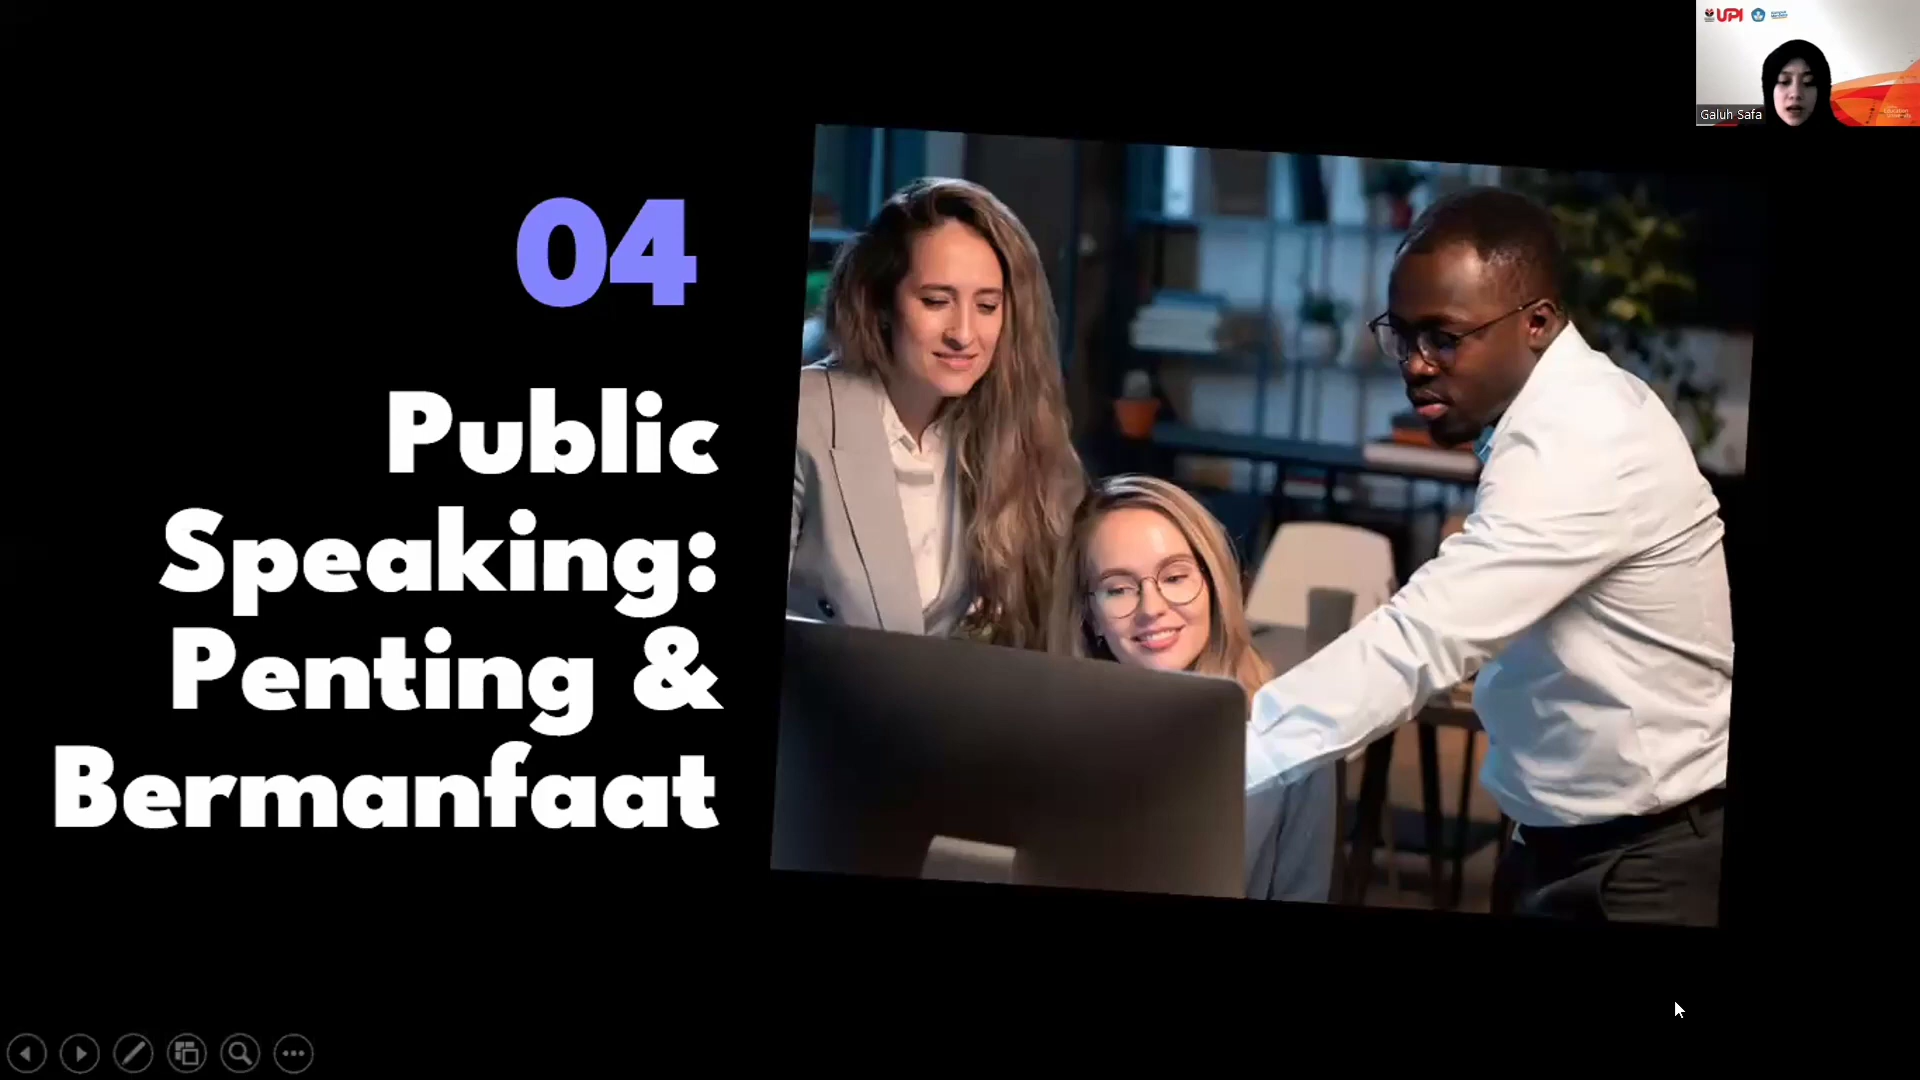 UPI
Galuh Safa
04
Public
Speaking:
Penting &
Bermanfaat